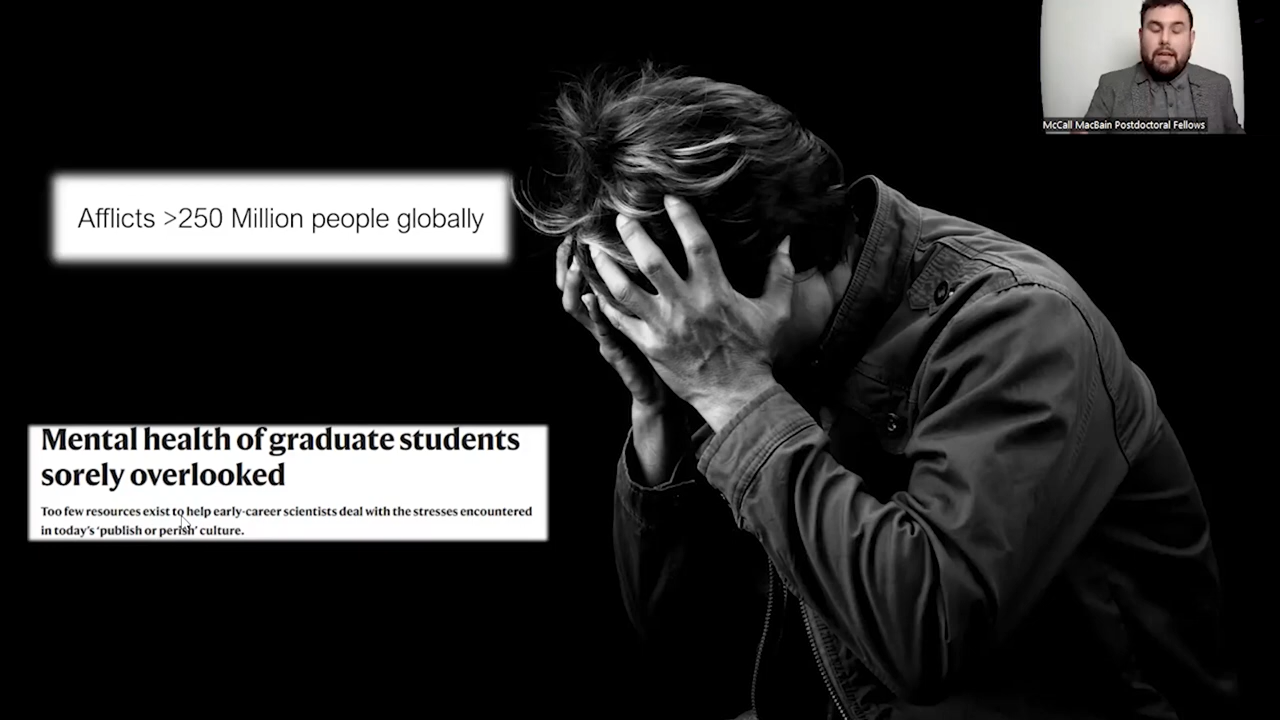 McCall MacBain Postdoctoral Fellows
Afflicts >250 Million people globally
Mental health of graduate students
sorely overlooked
Too few resources exist to help early-career scientists deal with the stresses encountered
in today's ‘publish or perish’ culture.